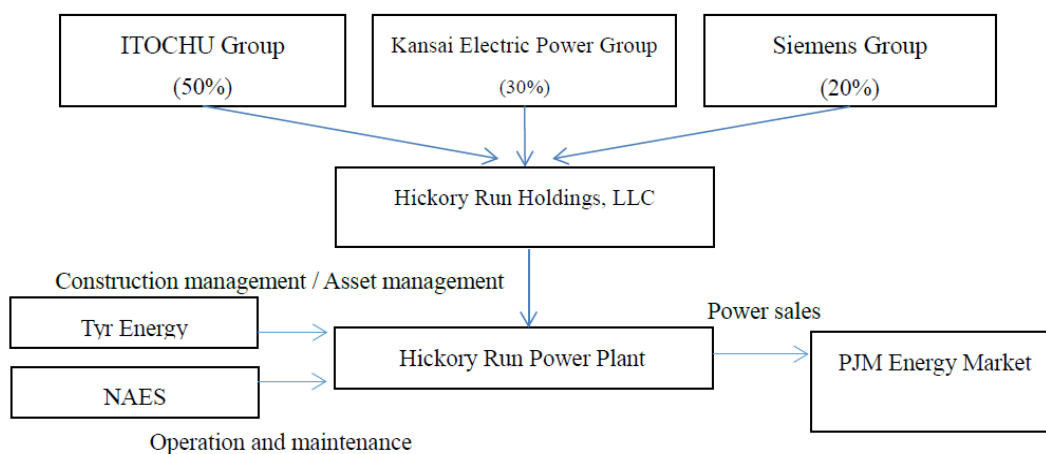 ITOCHU Group
(50%)
Kansai Electric Power Group
(30%)
Siemens Group
(20%)
Hickory Run Holdings, LLC
Construction management / Asset management
Tyr Energy
NAES
Operation and maintenance
Hickory Run Power Plant
Power sales
PJM Energy Market